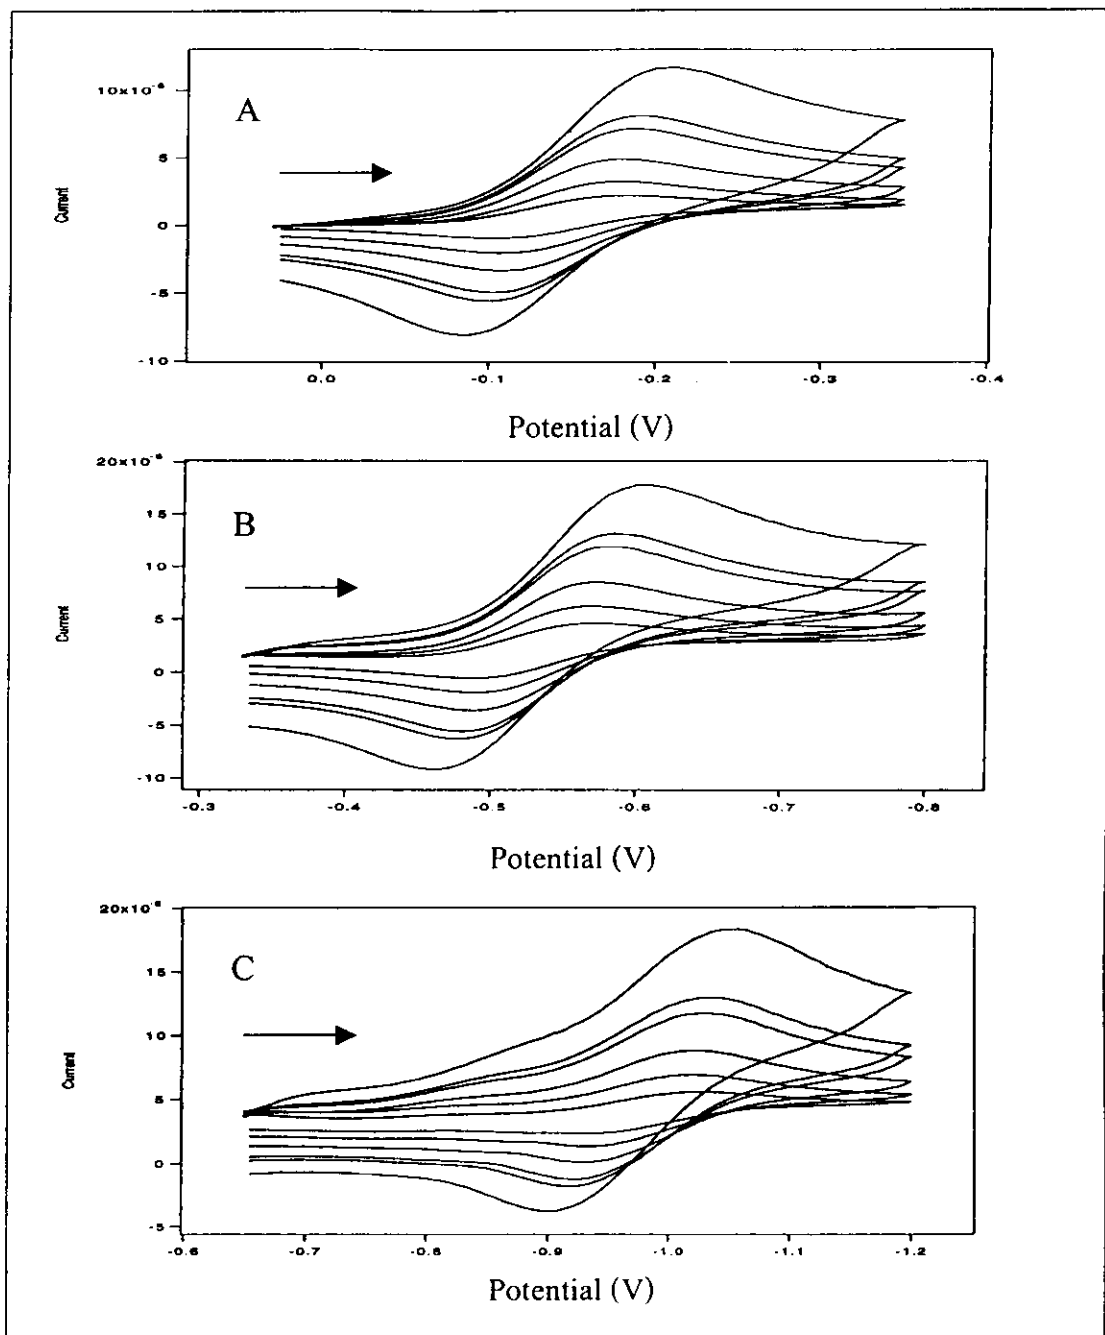 10x10⁻⁶
A
5
Current
0
-5
-10
0.0 -0.1 -0.2 -0.3 -0.4
Potential (V)
20x10⁻⁶
15
B
10
5
Current
0
-5
-10
-0.3 -0.4 -0.5 -0.6 -0.7 -0.8
Potential (V)
20x10⁻⁶
15
C
10
Current
5
0
-5
-0.6 -0.7 -0.8 -0.9 -1.0 -1.1 -1.2
Potential (V)